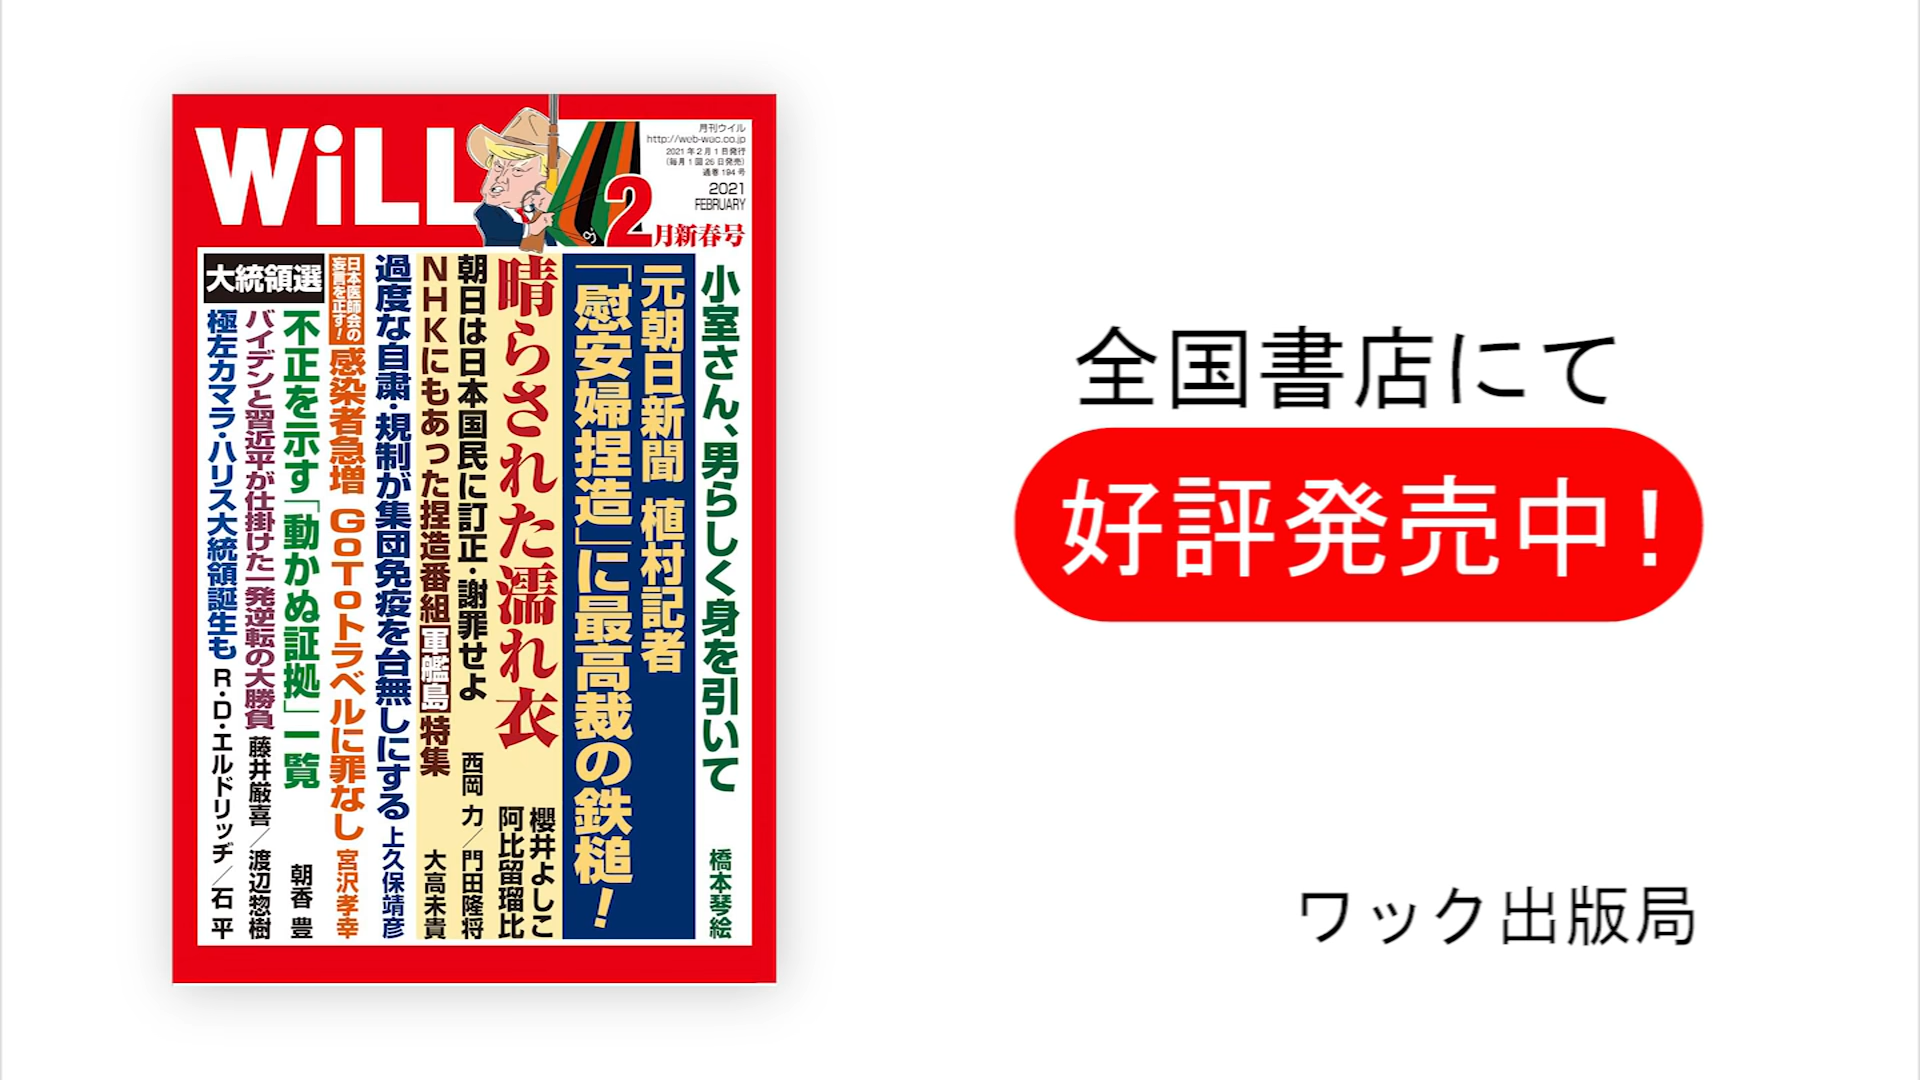 WiLL
月刊ウイル
http://web-wac.co.jp
2021年2月1日発行
(毎月1回26日発売)
通巻194号
2021
FEBRUARY
2月新春号
小室さん、男らしく身を引いて 橋本琴絵
元朝日新聞 植村記者
「慰安婦捏造」に最高裁の鉄槌!
晴らされた濡れ衣 櫻井よしこ
阿比留瑠比
朝日は日本国民に訂正・謝罪せよ 西岡 力/門田隆将
NHKにもあった捏造番組 軍艦島 特集 大高未貴
過度な自粛・規制が集団免疫を台無しにする 上久保靖彦
日本医師会の
妄言を正す!
感染者急増 GoToトラベルに罪なし 宮沢孝幸
大統領選
不正を示す「動かぬ証拠」一覧 朝香 豊
バイデンと習近平が仕掛けた一発逆転の大勝負 藤井厳喜/渡辺惣樹
極左カマラ・ハリス大統領誕生も R・D・エルドリッヂ/石 平
全国書店にて
好評発売中!
ワック出版局